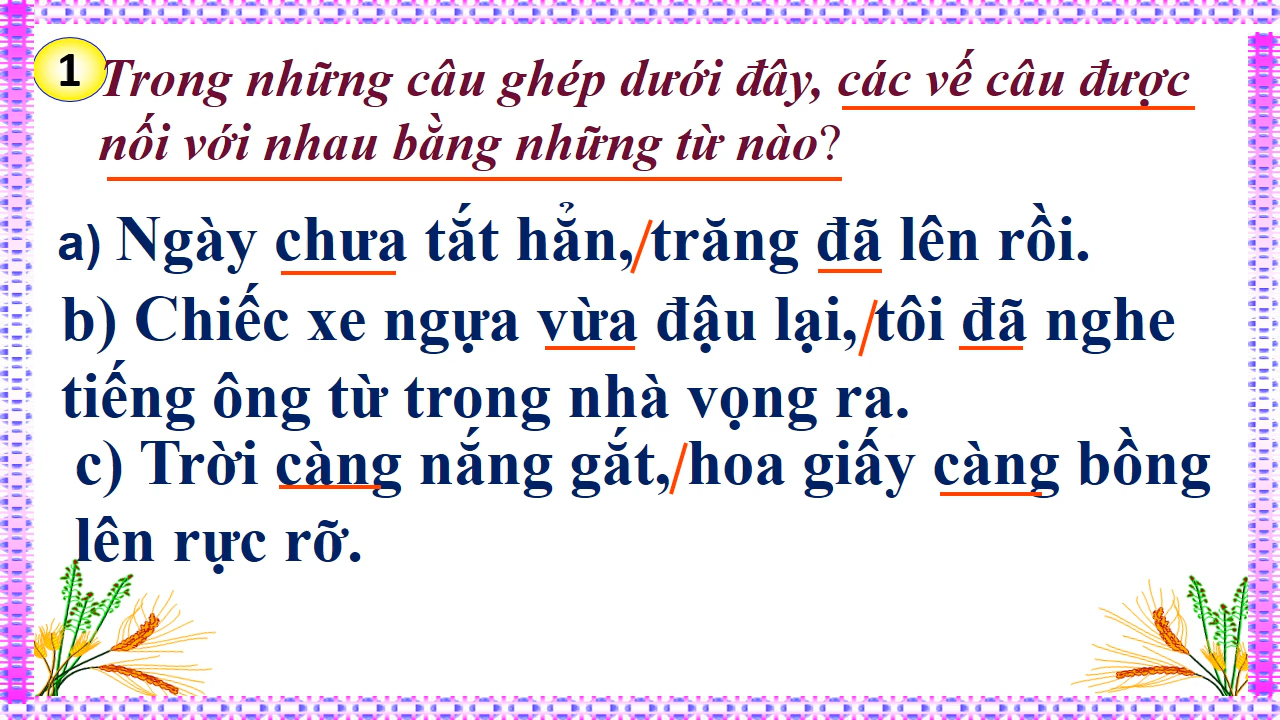 1 Trong những câu ghép dưới đây, các vế câu được
nối với nhau bằng những từ nào?
a) Ngày chưa tắt hẳn,/trăng đã lên rồi.
b) Chiếc xe ngựa vừa đậu lại,/tôi đã nghe
tiếng ông từ trong nhà vọng ra.
c) Trời càng nắng gắt,/hoa giấy càng bồng
lên rực rỡ.